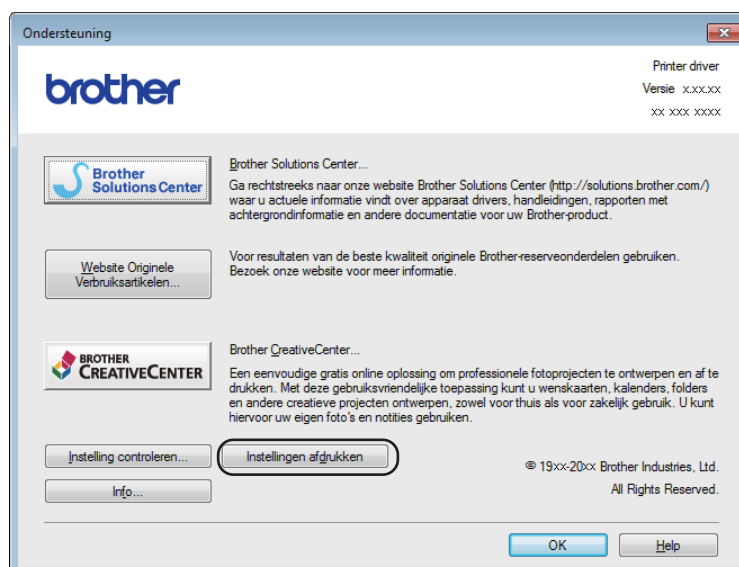 Ondersteuning
brother
Printer driver
Versie x.xx.xx
xx xxx xxxx
Brother
Solutions Center
Brother Solutions Center...
Ga rechtstreeks naar onze website Brother Solutions Center (http://solutions.brother.com/)
waar u actuele informatie vindt over apparaat drivers, handleidingen, rapporten met
achtergrondinformatie en andere documentatie voor uw Brother-product.
Website Originele
Verbruiksartikelen...
Voor resultaten van de beste kwaliteit originele Brother-reserveonderdelen gebruiken.
Bezoek onze website voor meer informatie.
BROTHER
CREATIVECENTER
Brother CreativeCenter...
Een eenvoudige gratis online oplossing om professionele fotoprojecten te ontwerpen en af te
drukken. Met deze gebruiksvriendelijke toepassing kunt u wenskaarten, kalenders, folders
en andere creatieve projecten ontwerpen, zowel voor thuis als voor zakelijk gebruik. U kunt
hiervoor uw eigen foto's en notities gebruiken.
Instelling controleren...
Instellingen afdrukken
Info...
© 19xx-20xx Brother Industries, Ltd.
All Rights Reserved.
OK
Help